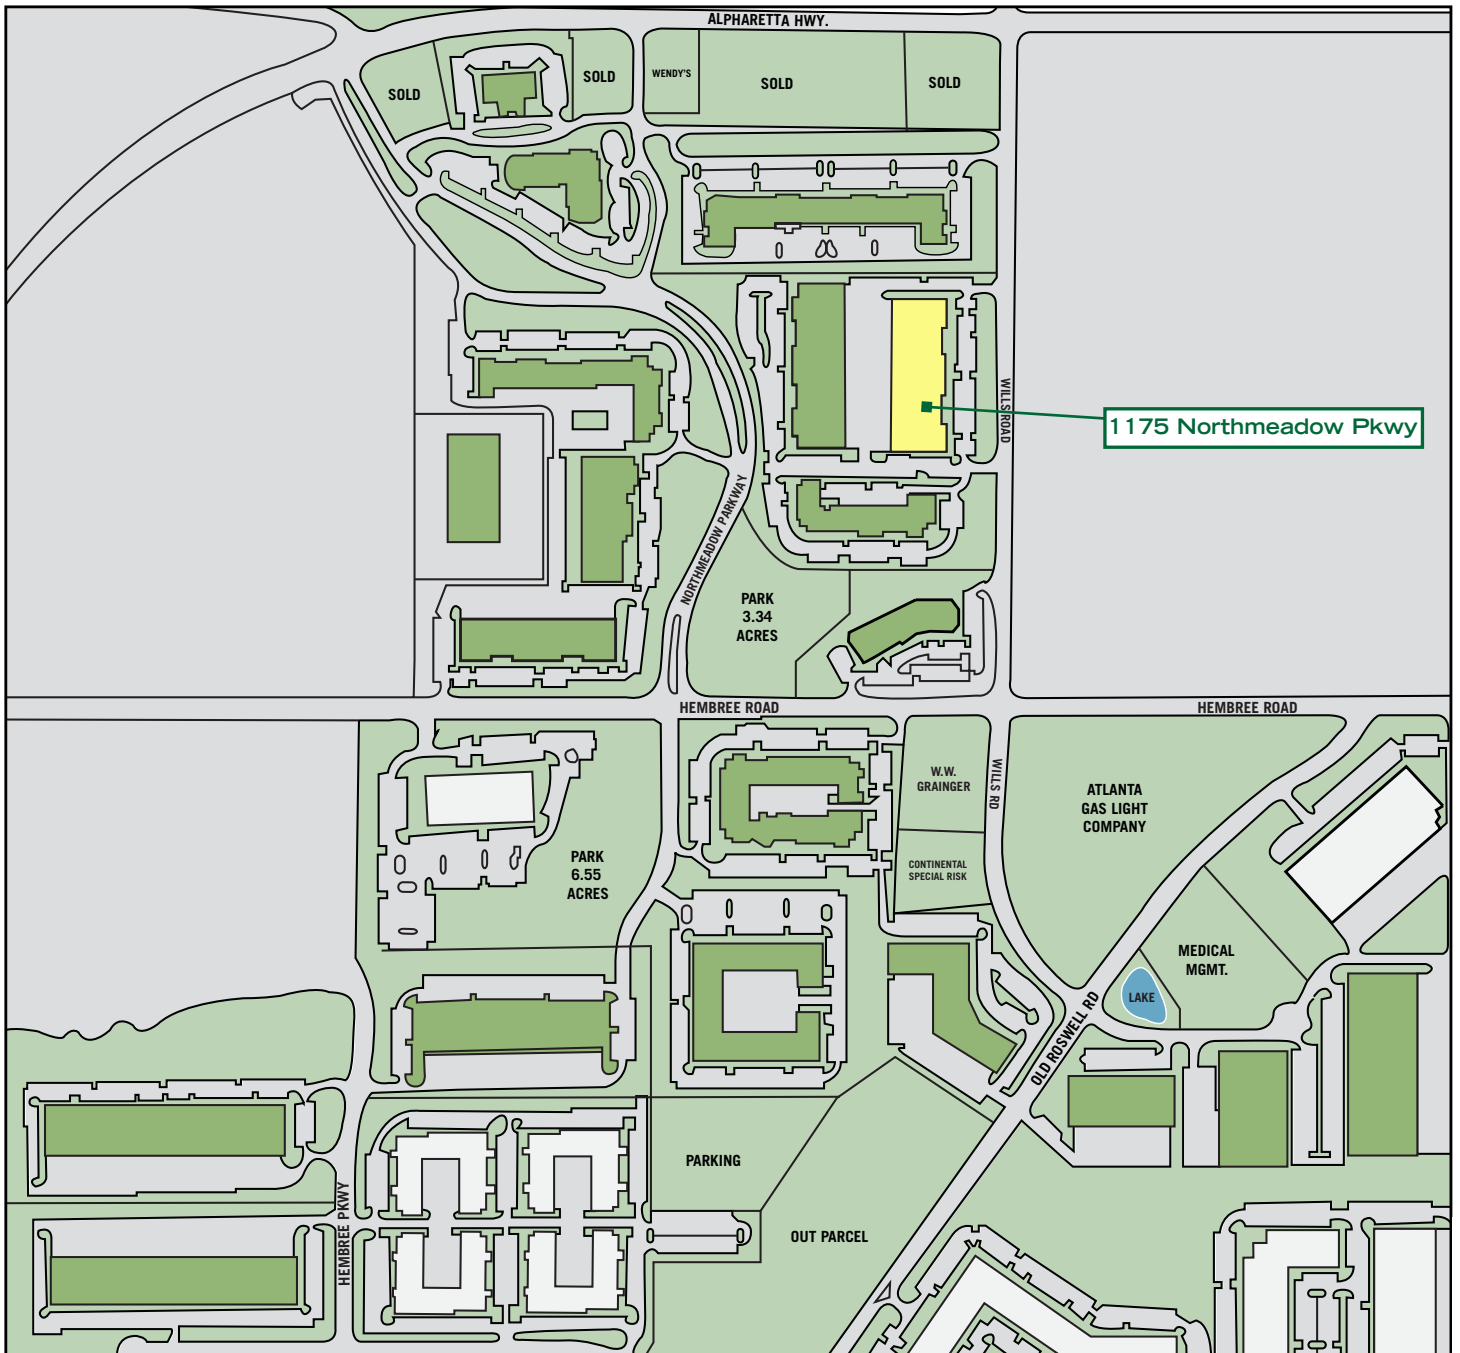 ALPHARETTA HWY.
SOLD
SOLD
WENDY'S
SOLD
SOLD
WILLS ROAD
1175 Northmeadow Pkwy
NORTHMEADOW PARKWAY
PARK
3.34
ACRES
HEMBREE ROAD
HEMBREE ROAD
W.W.
GRAINGER
WILLS RD
ATLANTA
GAS LIGHT
COMPANY
PARK
6.55
ACRES
CONTINENTAL
SPECIAL RISK
MEDICAL
MGMT.
LAKE
OLD ROSWELL RD
PARKING
HEMBREE PKWY
OUT PARCEL